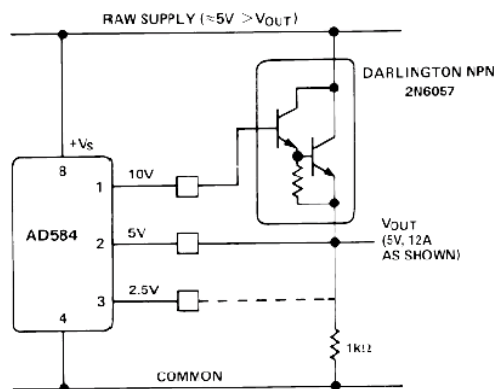 RAW SUPPLY (≈5V > VOUT)
DARLINGTON NPN
2N6057
+Vs
8
1
10V
AD584
2
5V
VOUT
(5V, 12A
AS SHOWN)
3
2.5V
4
1kΩ
COMMON